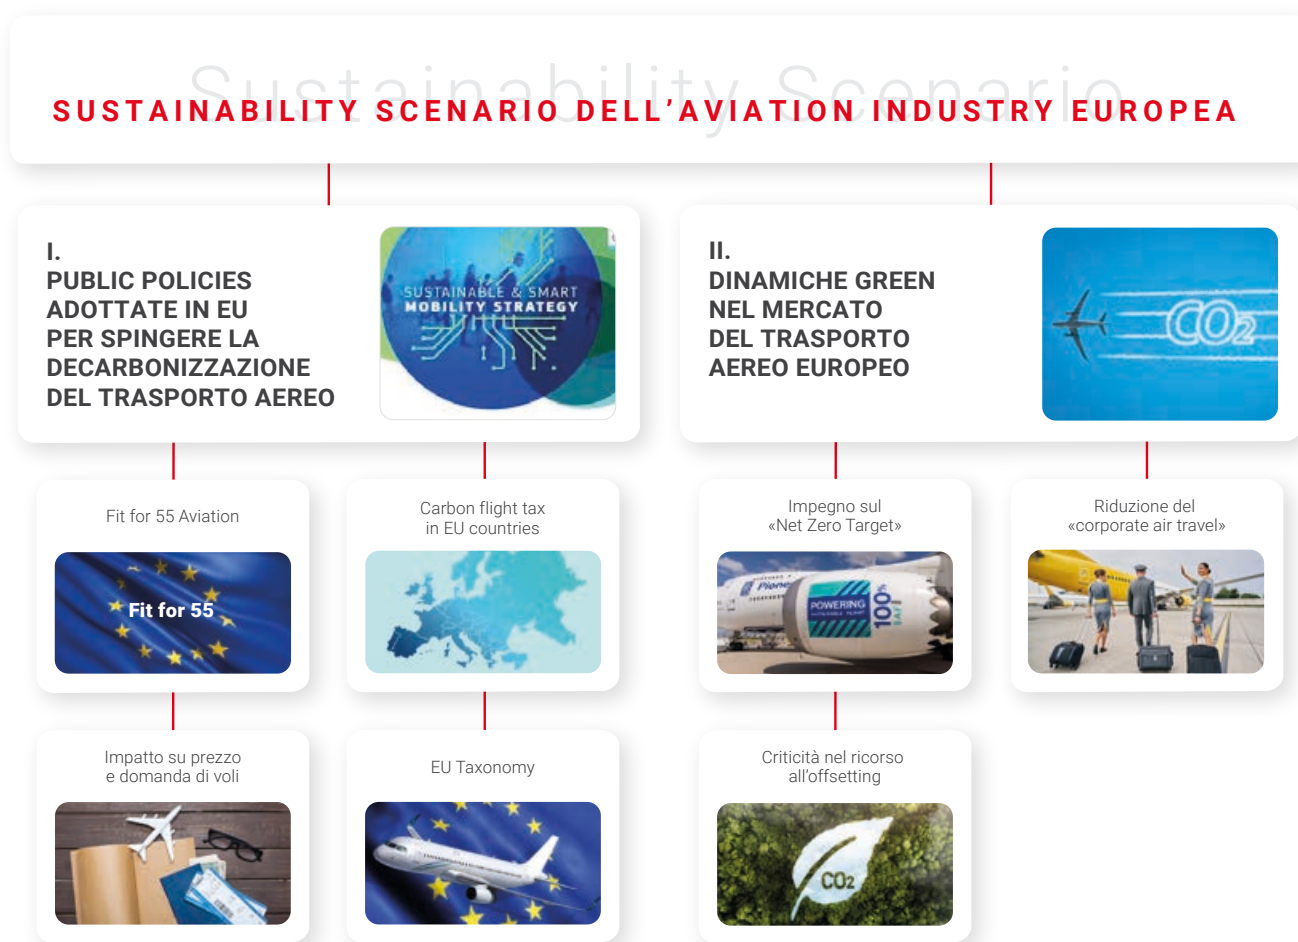 Sustainability Scenario
SUSTAINABILITY SCENARIO DELL’AVIATION INDUSTRY EUROPEA
I.
PUBLIC POLICIES
ADOTTATE IN EU
PER SPINGERE LA
DECARBONIZZAZIONE
DEL TRASPORTO AEREO
SUSTAINABLE & SMART
MOBILITY STRATEGY
II.
DINAMICHE GREEN
NEL MERCATO
DEL TRASPORTO
AEREO EUROPEO
CO2
Fit for 55 Aviation
Fit for 55
Carbon flight tax
in EU countries
Impegno sul
«Net Zero Target»
POWERING
100%
SAF
Riduzione del
«corporate air travel»
Impatto su prezzo
e domanda di voli
EU Taxonomy
Criticità nel ricorso
all’offsetting
CO2